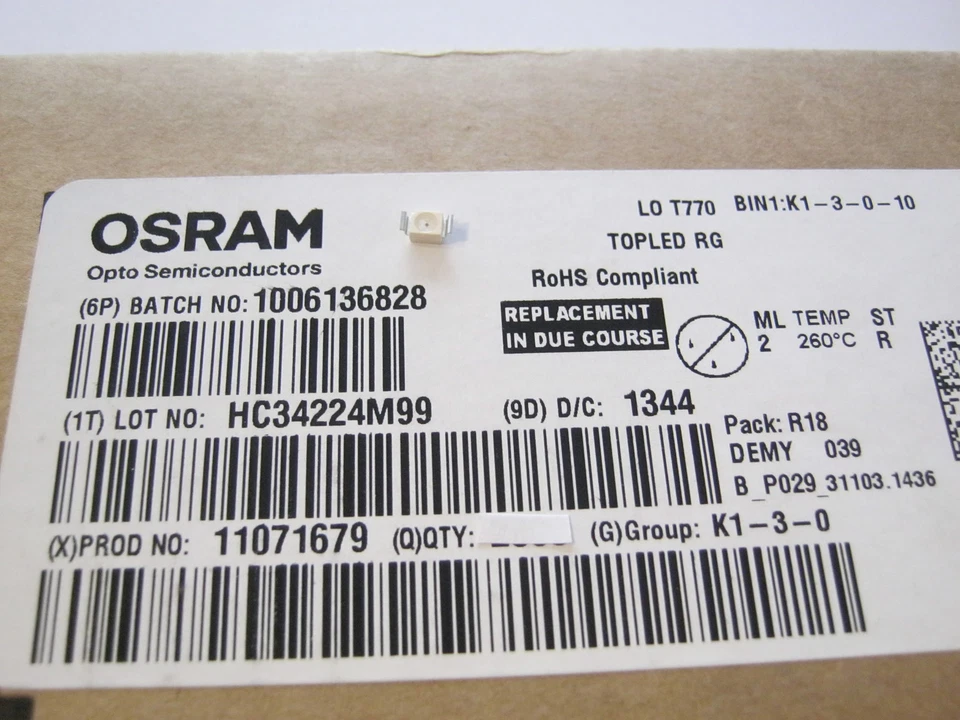 OSRAM
Opto Semiconductors
LO T770 BIN1:K1-3-0-10
TOPLED RG
RoHS Compliant
(6P) BATCH NO: 1006136828
REPLACEMENT
IN DUE COURSE
ML TEMP ST
2 260°C R
(1T) LOT NO: HC34224M99 (9D) D/C: 1344
Pack: R18
DEMY 039
B_P029_31103.1436
(X)PROD NO: 11071679 (Q)QTY: (G)Group: K1-3-0